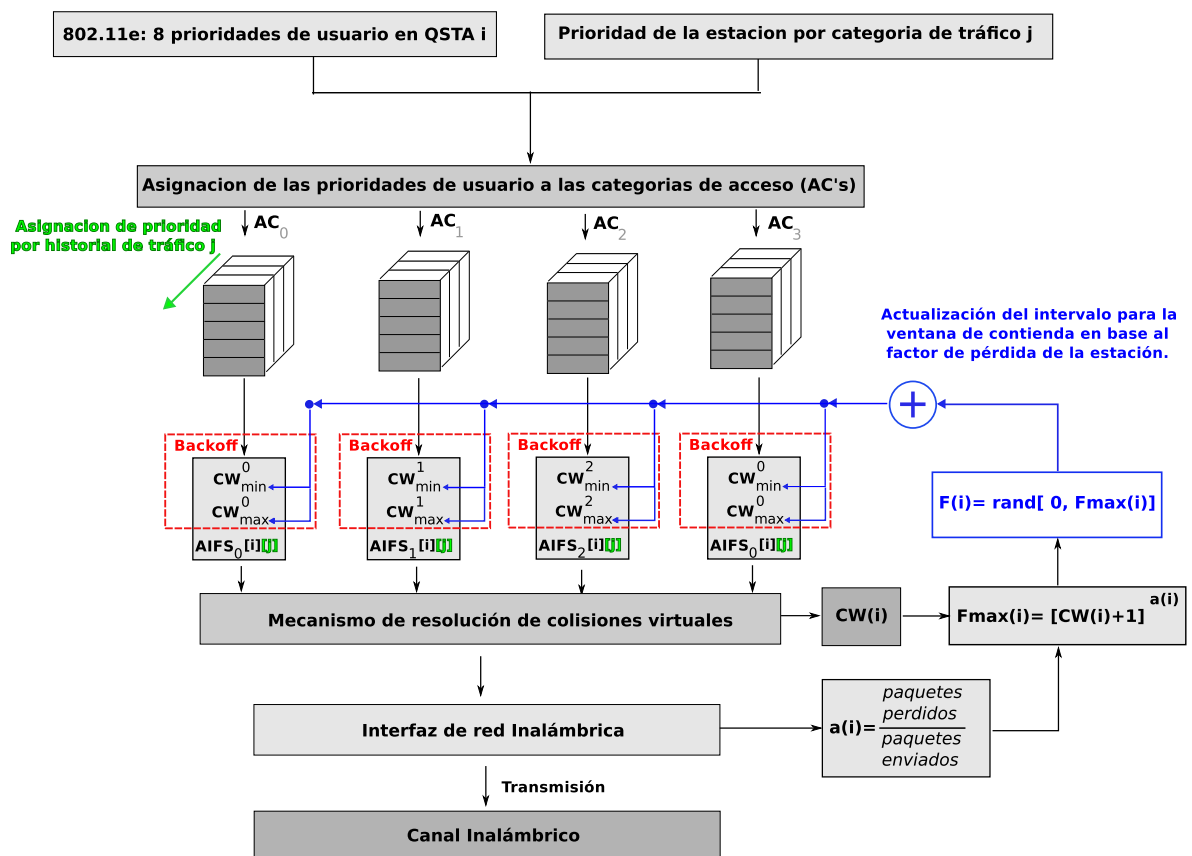 802.11e: 8 prioridades de usuario en QSTA i
Prioridad de la estacion por categoria de tráfico j
Asignacion de las prioridades de usuario a las categorias de acceso (AC's)
Asignacion de prioridad
por historial de tráfico j
AC0
AC1
AC2
AC3
Actualización del intervalo para la
ventana de contienda en base al
factor de pérdida de la estación.
+
Backoff
Backoff
Backoff
Backoff
CW0min
CW0max
AIFS0[i][j]
CW1min
CW1max
AIFS1[i][j]
CW2min
CW2max
AIFS2[i][j]
CW0min
CW0max
AIFS0[i][j]
F(i)= rand[ 0, Fmax(i)]
Mecanismo de resolución de colisiones virtuales
CW(i)
Fmax(i)= [CW(i)+1]a(i)
Interfaz de red Inalámbrica
a(i)=
paquetes
perdidos
paquetes
enviados
Transmisión
Canal Inalámbrico